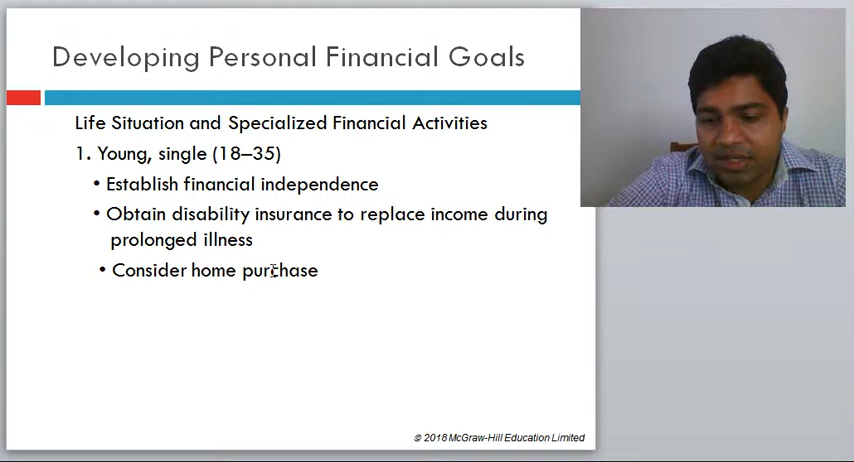 Developing Personal Financial Goals
Life Situation and Specialized Financial Activities
1. Young, single (18–35)
• Establish financial independence
• Obtain disability insurance to replace income during
prolonged illness
• Consider home purchase
© 2018 McGraw-Hill Education Limited